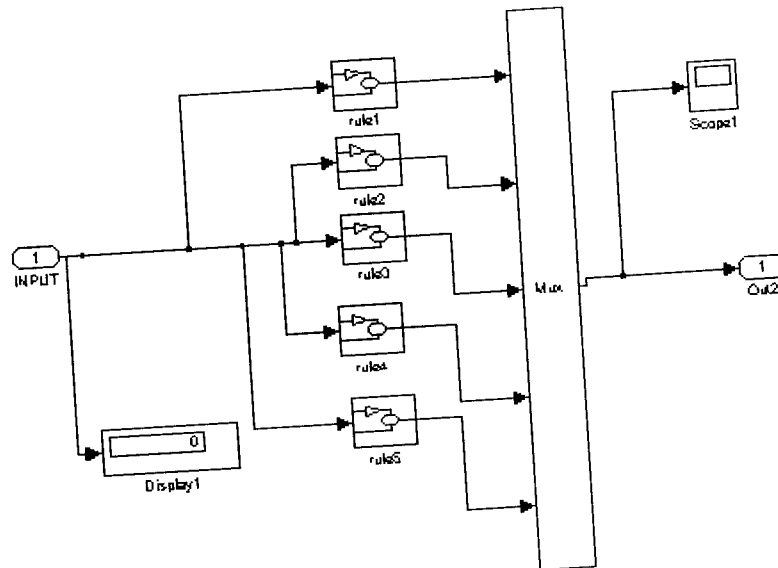 rule1
Scope1
rule2
1
INPUT
rule3
Mux
1
Out2
rule4
0
Display1
rule5